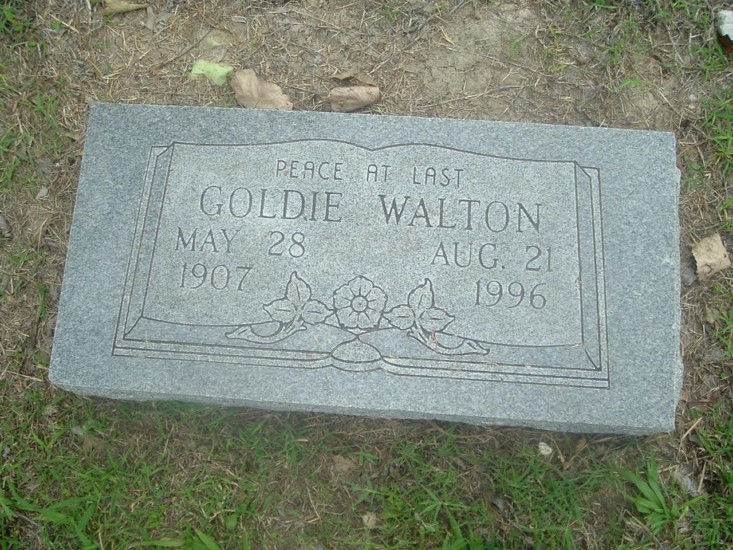 PEACE AT LAST
GOLDIE WALTON
MAY 28 AUG. 21
1907 1996